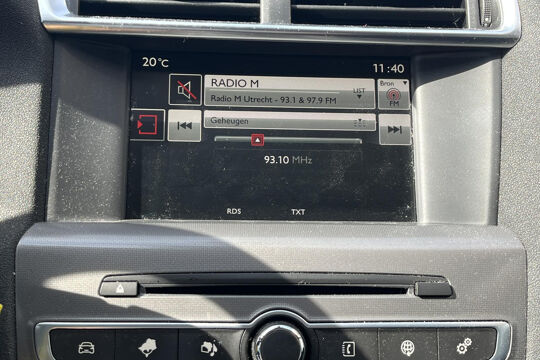 20°C
11:40
RADIO M
LIST
Bron
Radio M Utrecht - 93.1 & 97.9 FM
FM
Geheugen
93.10 MHz
RDS TXT